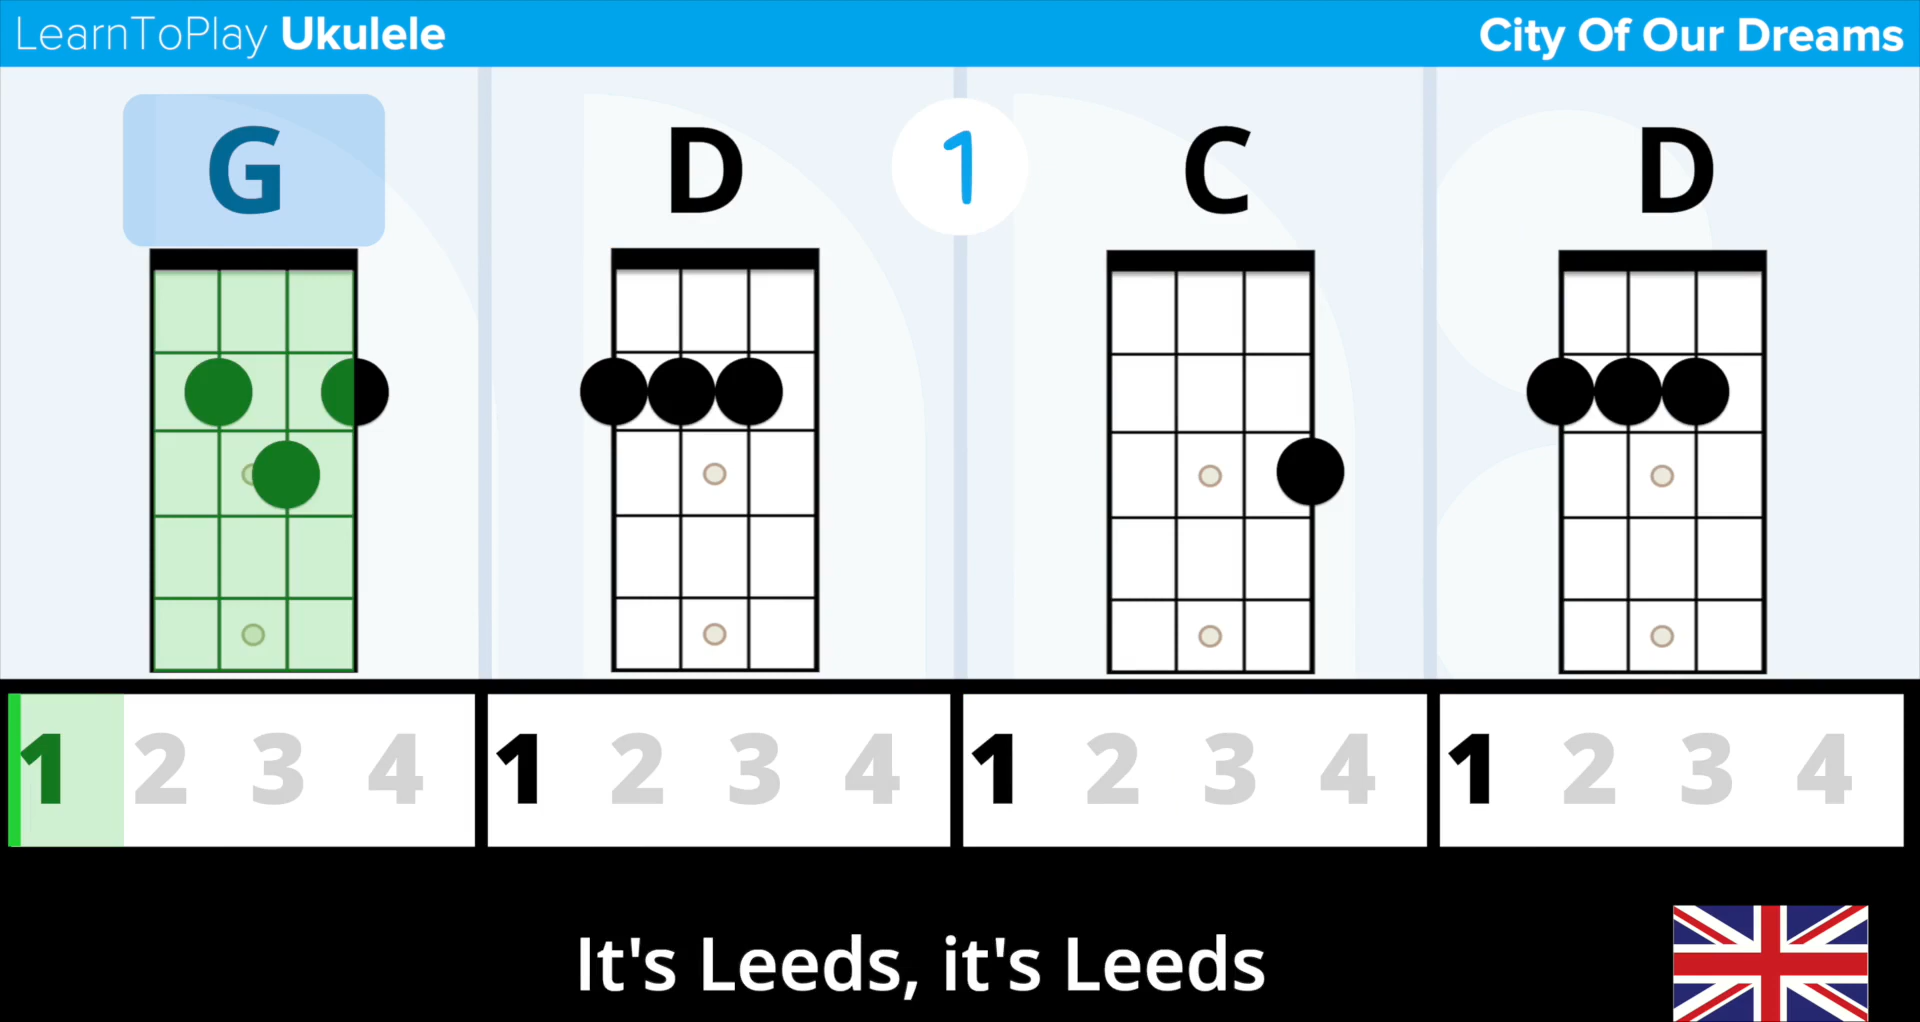 LearnToPlay Ukulele City Of Our Dreams
G D 1 C D
1 2 3 4 1 2 3 4 1 2 3 4 1 2 3 4
It's Leeds, it's Leeds